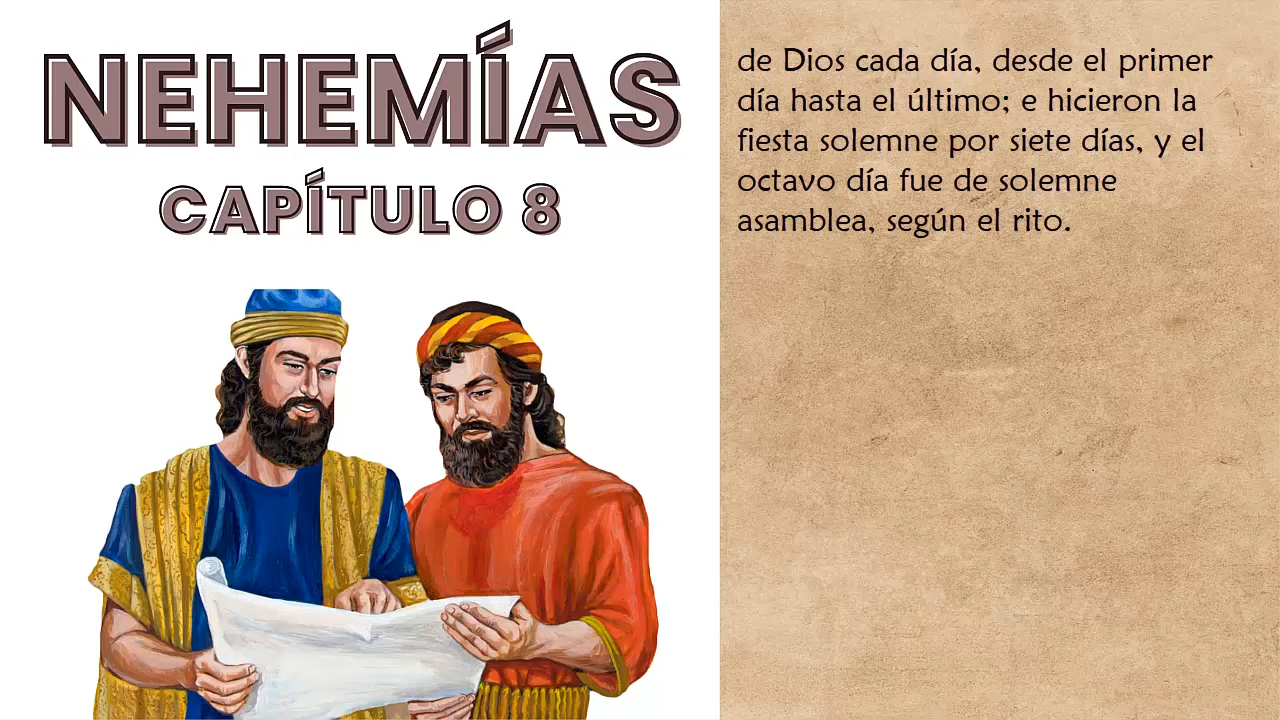 NEHEMÍAS
CAPÍTULO 8
de Dios cada día, desde el primer
día hasta el último; e hicieron la
fiesta solemne por siete días, y el
octavo día fue de solemne
asamblea, según el rito.